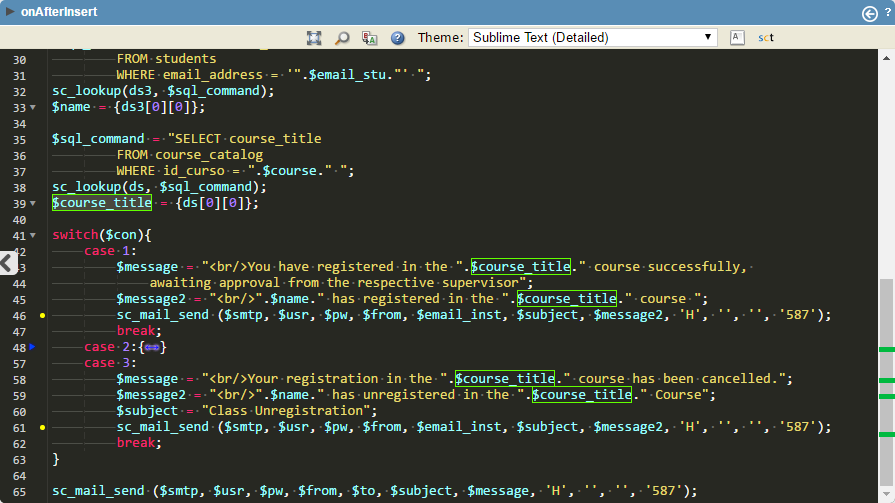 onAfterInsert ?
Theme: Sublime Text (Detailed) A sct
30 FROM students
31 WHERE email_address = '".$email_stu."' ";
32 sc_lookup(ds3, $sql_command);
33 $name = {ds3[0][0]};
34
35 $sql_command = "SELECT course_title
36 FROM course_catalog
37 WHERE id_curso = ".$course." ";
38 sc_lookup(ds, $sql_command);
39 $course_title = {ds[0][0]};
40
41 switch($con){
42 case 1:
43 $message = "<br/>You have registered in the ".$course_title." course successfully,
44 awaiting approval from the respective supervisor";
45 $message2 = "<br/>".$name." has registered in the ".$course_title." course ";
46 sc_mail_send ($smtp, $usr, $pw, $from, $email_inst, $subject, $message2, 'H', '', '', '587');
47 break;
48 case 2:{↔}
57 case 3:
58 $message = "<br/>Your registration in the ".$course_title." course has been cancelled.";
59 $message2 = "<br/>".$name." has unregistered in the ".$course_title." Course";
60 $subject = "Class Unregistration";
61 sc_mail_send ($smtp, $usr, $pw, $from, $email_inst, $subject, $message2, 'H', '', '', '587');
62 break;
63 }
64
65 sc_mail_send ($smtp, $usr, $pw, $from, $to, $subject, $message, 'H', '', '', '587');